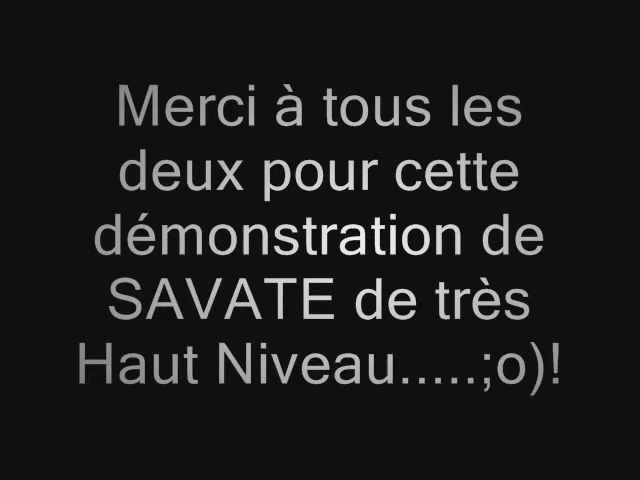 Merci à tous les
deux pour cette
démonstration de
SAVATE de très
Haut Niveau.....;o)!